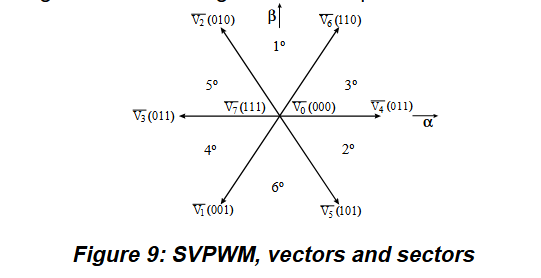 V₂(010) β V₆(110)
1º
5º 3º
V₃(011) V₇(111) V₀(000) V₄(011)
α
4º 2º
6º
V₁(001) V₅(101)
Figure 9: SVPWM, vectors and sectors